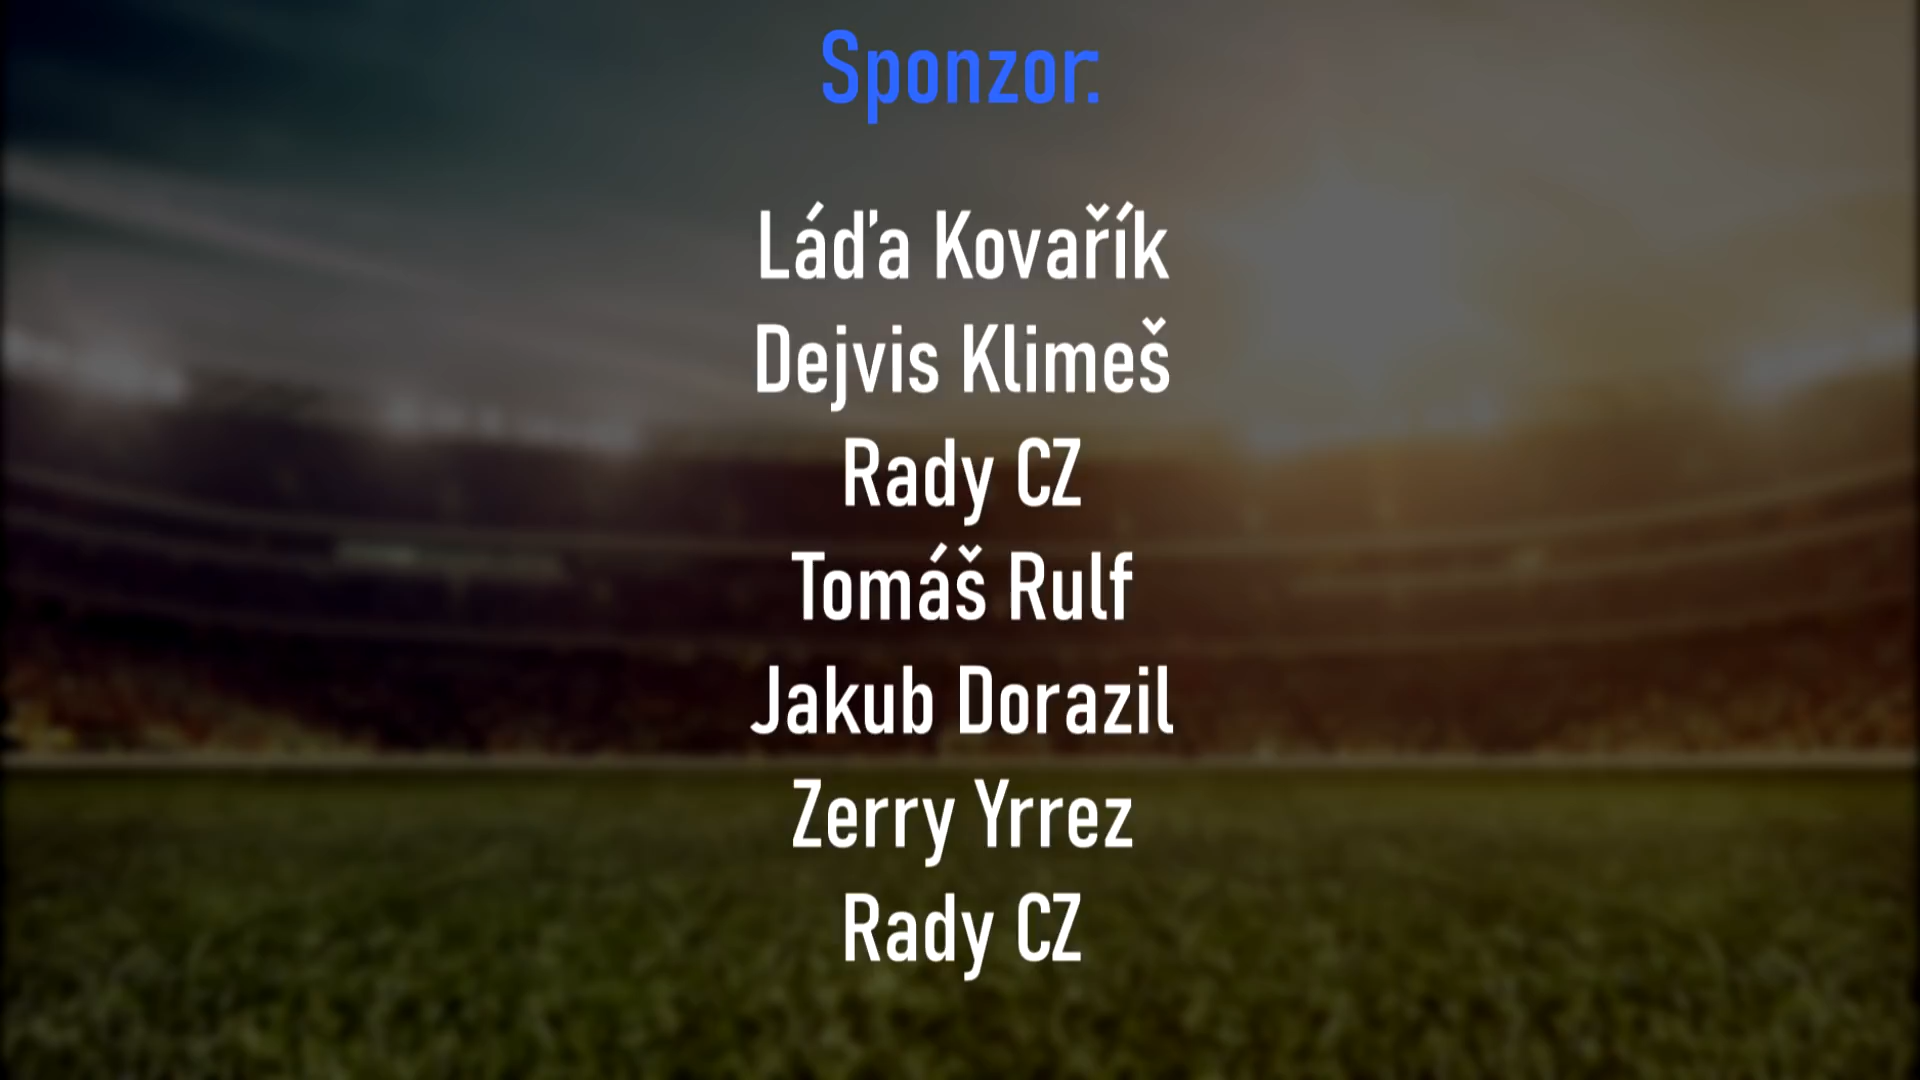 Sponzor:
Láďa Kovařík
Dejvis Klimeš
Rady CZ
Tomáš Rulf
Jakub Dorazil
Zerry Yrrez
Rady CZ